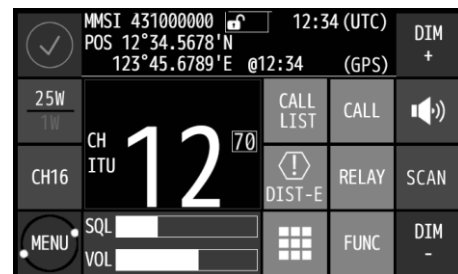 MMSI 431000000 12:34(UTC)
POS 12°34.5678'N
123°45.6789'E @12:34 (GPS)
DIM
+
25W
1W
CH
ITU
12
70
CALL
LIST
CALL
CH16
DIST-E
RELAY
SCAN
MENU
SQL
VOL
FUNC
DIM
-